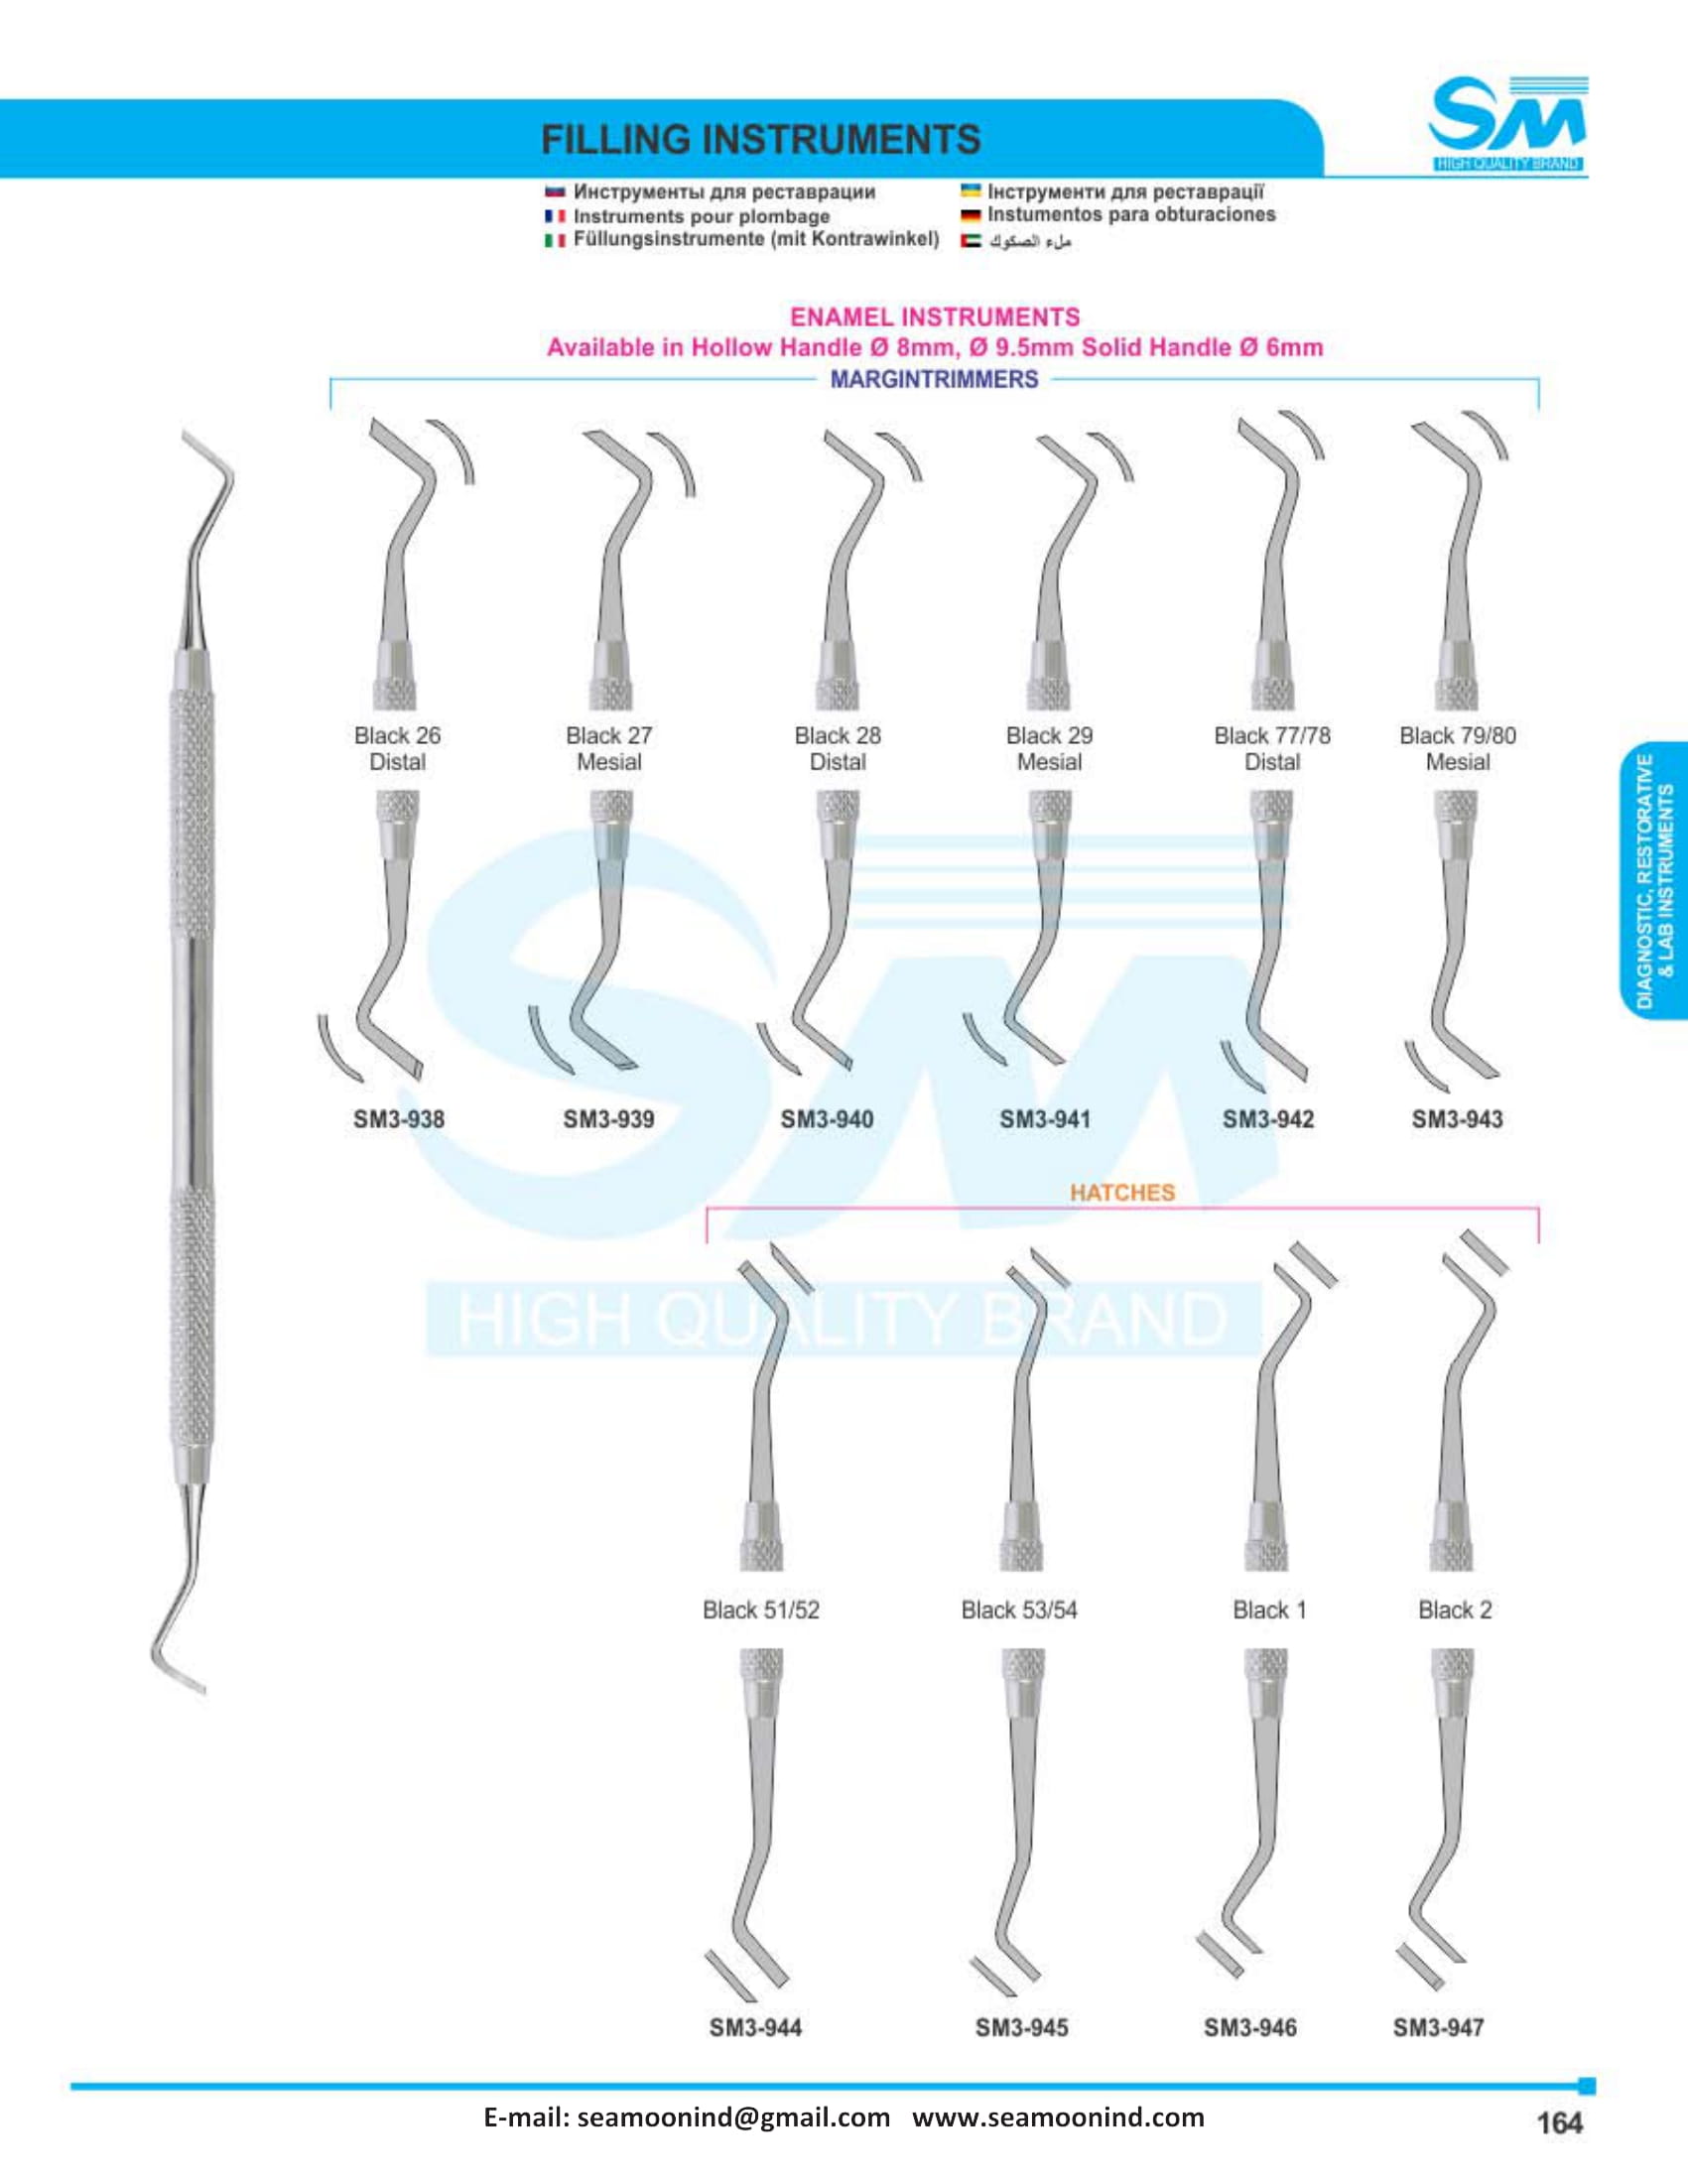 SM
HIGH QUALITY BRAND
FILLING INSTRUMENTS
Инструменты для реставрации
Instruments pour plombage
Füllungsinstrumente (mit Kontrawinkel)
Інструменти для реставрації
Instumentos para obturaciones
ملء الصكوك
ENAMEL INSTRUMENTS
Available in Hollow Handle Ø 8mm, Ø 9.5mm Solid Handle Ø 6mm
MARGINTRIMMERS
Black 26 Distal
Black 27 Mesial
Black 28 Distal
Black 29 Mesial
Black 77/78 Distal
Black 79/80 Mesial
SM3-938
SM3-939
SM3-940
SM3-941
SM3-942
SM3-943
DIAGNOSTIC, RESTORATIVE
& LAB INSTRUMENTS
SM
HIGH QUALITY BRAND
HATCHES
Black 51/52
Black 53/54
Black 1
Black 2
SM3-944
SM3-945
SM3-946
SM3-947
E-mail: seamoonind@gmail.com www.seamoonind.com
164